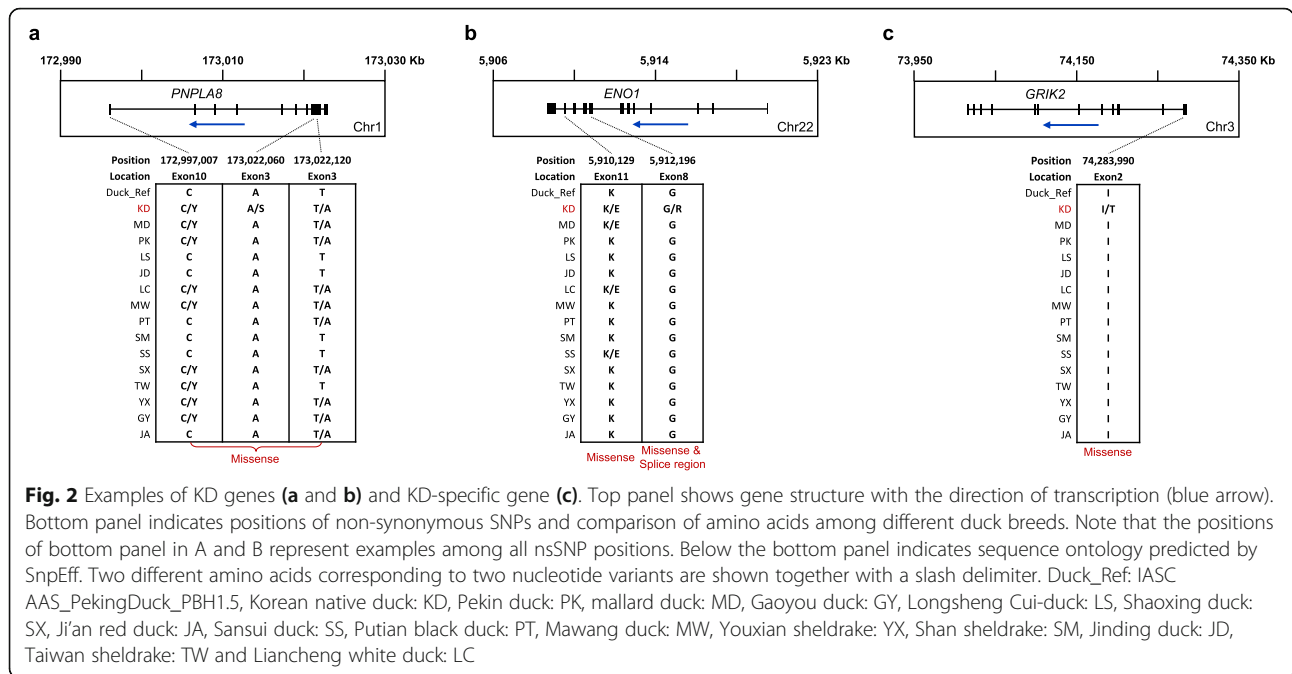 a
172,990 173,010 173,030 Kb
PNPLA8
Chr1
Position 172,997,007 173,022,060 173,022,120
Location Exon10 Exon3 Exon3
Duck_Ref C A T
KD C/Y A/S T/A
MD C/Y A T/A
PK C/Y A T/A
LS C A T
JD C A T
LC C/Y A T/A
MW C/Y A T/A
PT C A T/A
SM C A T
SS C A T
SX C/Y A T/A
TW C/Y A T
YX C/Y A T/A
GY C/Y A T/A
JA C A T/A
Missense
b
5,906 5,914 5,923 Kb
ENO1
Chr22
Position 5,910,129 5,912,196
Location Exon11 Exon8
Duck_Ref K G
KD K/E G/R
MD K/E G
PK K G
LS K G
JD K G
LC K/E G
MW K G
PT K G
SM K G
SS K/E G
SX K G
TW K G
YX K G
GY K G
JA K G
Missense Missense &
Splice region
c
73,950 74,150 74,350 Kb
GRIK2
Chr3
Position 74,283,990
Location Exon2
Duck_Ref I
KD I/T
MD I
PK I
LS I
JD I
LC I
MW I
PT I
SM I
SS I
SX I
TW I
YX I
GY I
JA I
Missense
Fig. 2 Examples of KD genes (a and b) and KD-specific gene (c). Top panel shows gene structure with the direction of transcription (blue arrow).
Bottom panel indicates positions of non-synonymous SNPs and comparison of amino acids among different duck breeds. Note that the positions
of bottom panel in A and B represent examples among all nsSNP positions. Below the bottom panel indicates sequence ontology predicted by
SnpEff. Two different amino acids corresponding to two nucleotide variants are shown together with a slash delimiter. Duck_Ref: IASC
AAS_PekingDuck_PBH1.5, Korean native duck: KD, Pekin duck: PK, mallard duck: MD, Gaoyou duck: GY, Longsheng Cui-duck: LS, Shaoxing duck:
SX, Ji’an red duck: JA, Sansui duck: SS, Putian black duck: PT, Mawang duck: MW, Youxian sheldrake: YX, Shan sheldrake: SM, Jinding duck: JD,
Taiwan sheldrake: TW and Liancheng white duck: LC